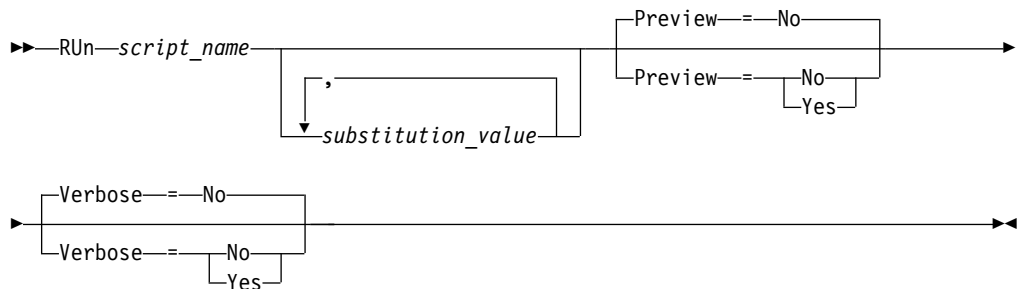 Preview = No
RUn script_name
,
substitution_value
Preview = No
Yes
Verbose = No
Verbose = No
Yes